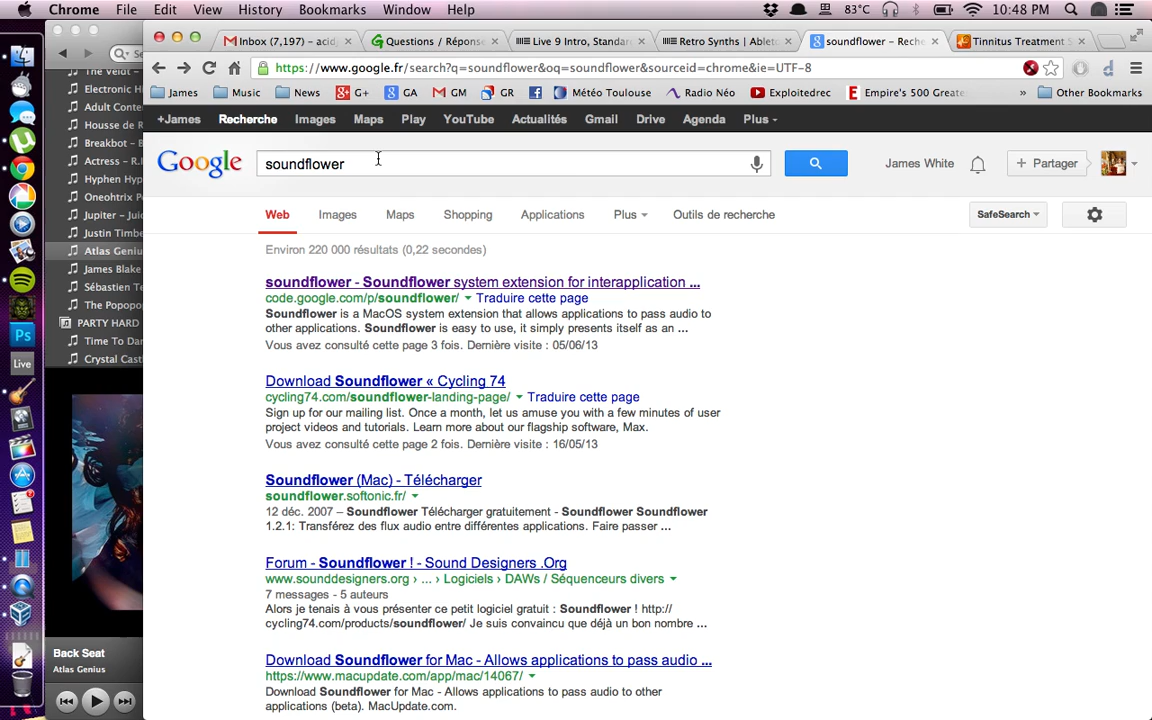 Chrome File Edit View History Bookmarks Window Help 83°C 10:48 PM
Inbox (7,197) – acid
Questions / Réponse
Live 9 Intro, Standar
Retro Synths | Ablet
soundflower – Reche
Tinnitus Treatment S
https://www.google.fr/search?q=soundflower&oq=soundflower&sourceid=chrome&ie=UTF-8
James Music News G+ GA GM GR Météo Toulouse Radio Néo Exploitedrec Empire's 500 Greate » Other Bookmarks
+James Recherche Images Maps Play YouTube Actualités Gmail Drive Agenda Plus
Google soundflower James White + Partager
Web Images Maps Shopping Applications Plus Outils de recherche SafeSearch
Environ 220 000 résultats (0,22 secondes)
soundflower - Soundflower system extension for interapplication ...
code.google.com/p/soundflower/ Traduire cette page
Soundflower is a MacOS system extension that allows applications to pass audio to
other applications. Soundflower is easy to use, it simply presents itself as an ...
Vous avez consulté cette page 3 fois. Dernière visite : 05/06/13
Download Soundflower « Cycling 74
cycling74.com/soundflower-landing-page/ Traduire cette page
Sign up for our mailing list. Once a month, let us amuse you with a few minutes of user
project videos and tutorials. Learn more about our flagship software, Max.
Vous avez consulté cette page 2 fois. Dernière visite : 16/05/13
Soundflower (Mac) - Télécharger
soundflower.softonic.fr/
12 déc. 2007 – Soundflower Télécharger gratuitement - Soundflower Soundflower
1.2.1: Transférez des flux audio entre différentes applications. Faire passer ...
Forum - Soundflower ! - Sound Designers .Org
www.sounddesigners.org › ... › Logiciels › DAWs / Séquenceurs divers
7 messages - 5 auteurs
Alors je tenais à vous présenter ce petit logiciel gratuit : Soundflower ! http://
cycling74.com/products/soundflower/ Je suis convaincu que déjà un bon nombre ...
Download Soundflower for Mac - Allows applications to pass audio ...
https://www.macupdate.com/app/mac/14067/
Download Soundflower for Mac - Allows applications to pass audio to other
applications (beta). MacUpdate.com.
The Veldt –
Electronic H
Adult Conte
Housse de R
Breakbot – B
Actress – R.I
Hyphen Hyp
Oneohtrix P
Jupiter – Juic
Justin Timbe
Atlas Geniu
James Blake
Sébastien Te
The Popopo
PARTY HARD
Time To Dan
Crystal Cast
Ps
Live
Back Seat
Atlas Genius